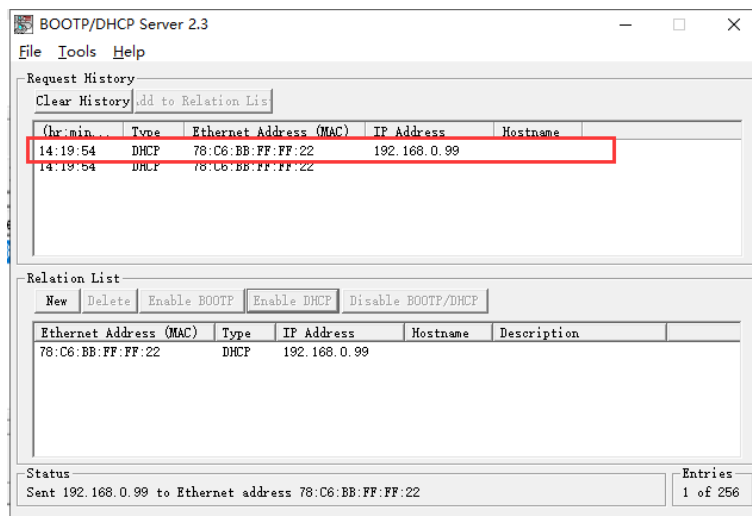 BOOTP/DHCP Server 2.3
File Tools Help
Request History
Clear History dd to Relation Lis
(hr:min... Type Ethernet Address (MAC) IP Address Hostname
14:19:54 DHCP 78:C6:BB:FF:FF:22 192.168.0.99
14:19:54 DHCP 78:C6:BB:FF:FF:22
Relation List
New Delete Enable BOOTP Enable DHCP Disable BOOTP/DHCP
Ethernet Address (MAC) Type IP Address Hostname Description
78:C6:BB:FF:FF:22 DHCP 192.168.0.99
Status
Sent 192.168.0.99 to Ethernet address 78:C6:BB:FF:FF:22
Entries
1 of 256